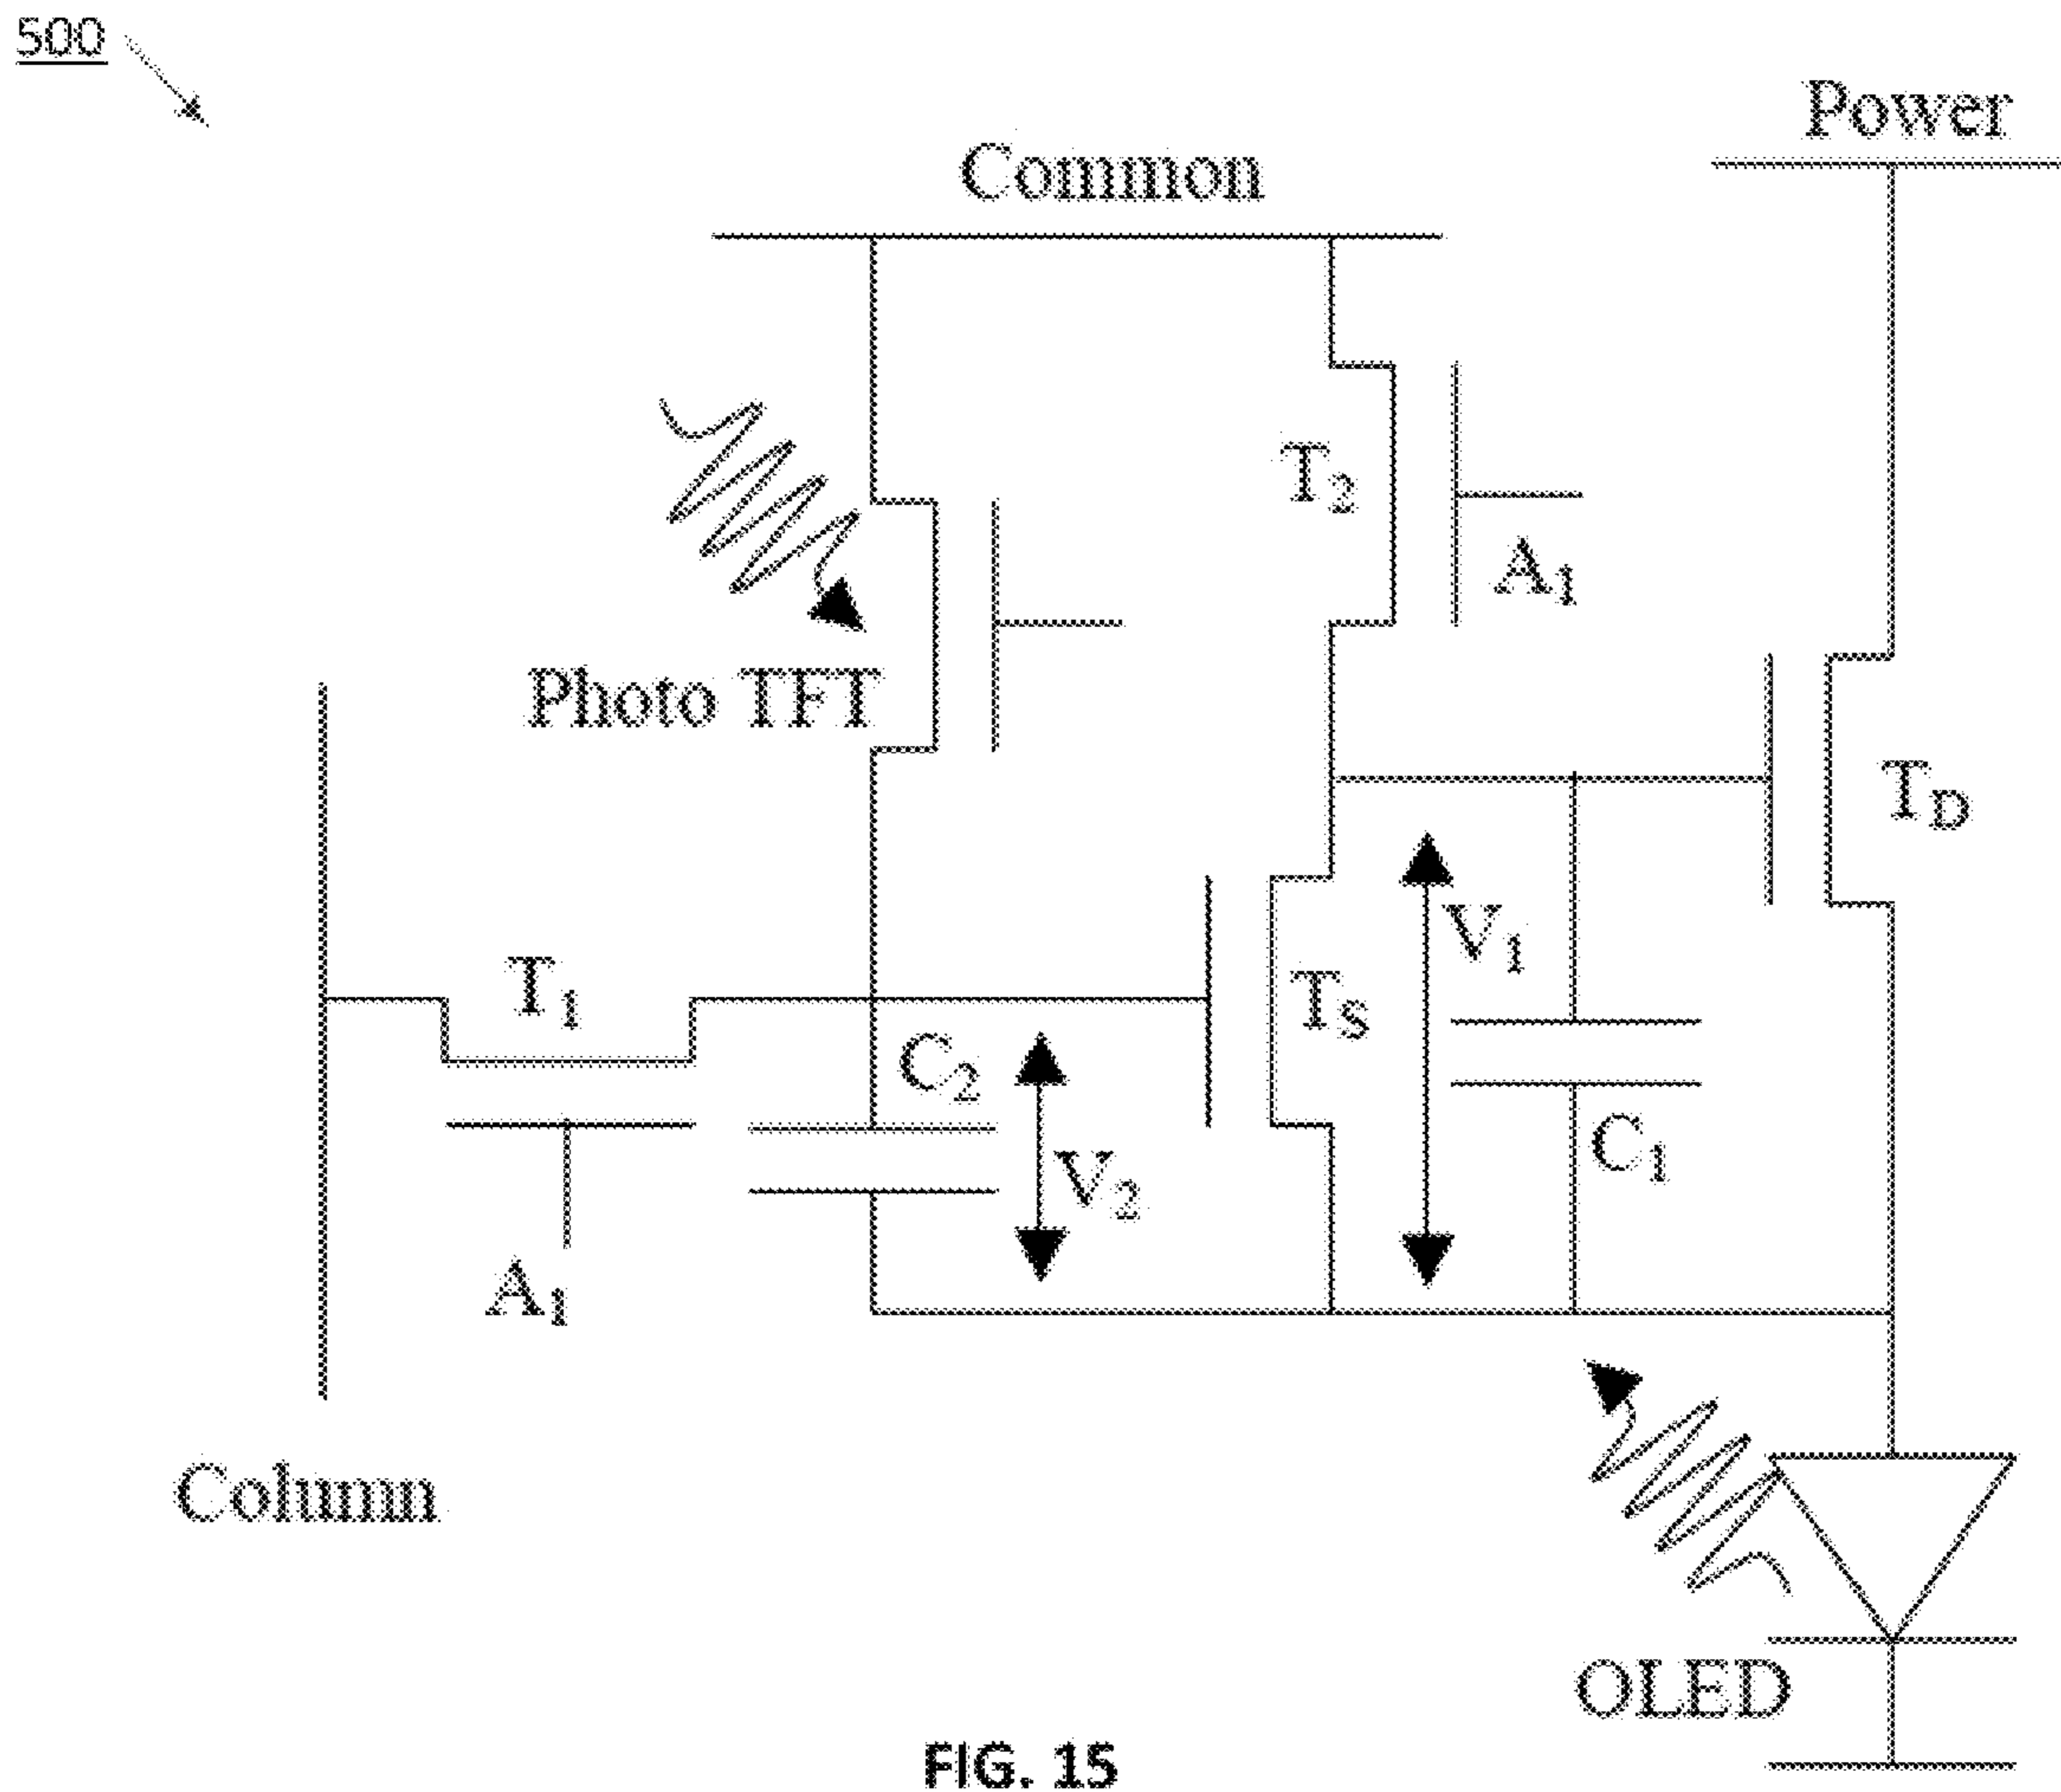 500
Power
Common
T2
A1
Photo TFT
TD
V1
T1
TS
C2
C1
V2
A1
Column
OLED
FIG. 15